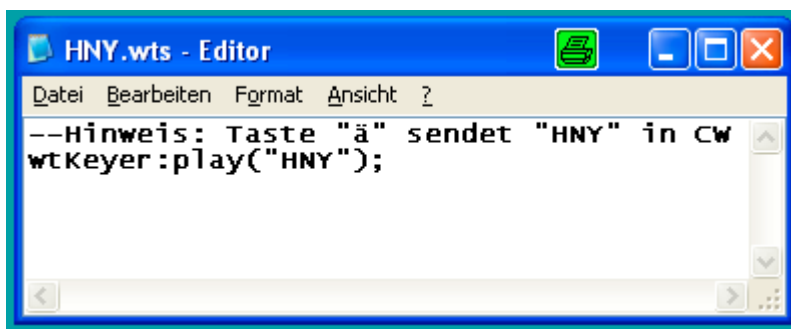 HNY.wts - Editor
Datei Bearbeiten Format Ansicht ?
--Hinweis: Taste "ä" sendet "HNY" in CW
wtKeyer:play("HNY");